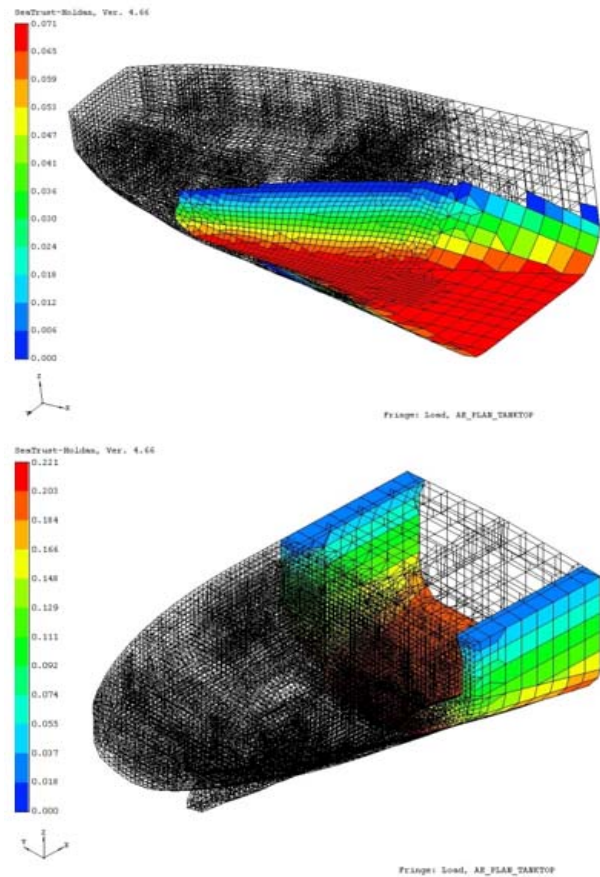 SeaTrust-Holdan, Ver. 4.66
0.071
0.065
0.059
0.053
0.047
0.041
0.036
0.030
0.024
0.018
0.012
0.006
0.000
Z
Y
X
Fringe: Load, AK_PLAN_TANKTOP
SeaTrust-Holdan, Ver. 4.66
0.221
0.203
0.184
0.166
0.148
0.129
0.111
0.092
0.074
0.055
0.037
0.018
0.000
Z
Y
X
Fringe: Load, AK_PLAN_TANKTOP